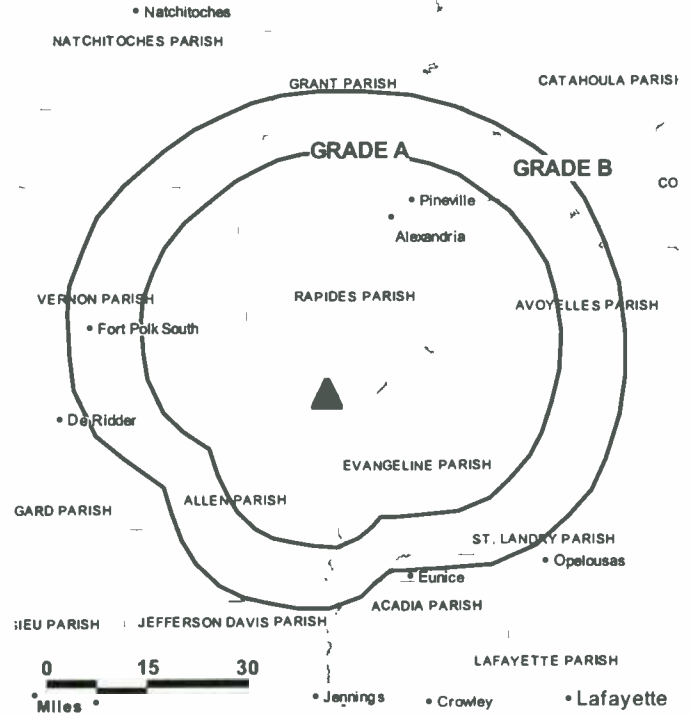 Natchitoches
NATCHITOCHES PARISH
GRANT PARISH
CATAHOULA PARISH
GRADE A
GRADE B
CO
Pineville
Alexandria
VERNON PARISH
RAPIDES PARISH
AVOYELLES PARISH
Fort Polk South
De Ridder
EVANGELINE PARISH
ALLEN PARISH
GARD PARISH
ST. LANDRY PARISH
Opelousas
Eunice
ACADIA PARISH
SIEU PARISH
JEFFERSON DAVIS PARISH
LAFAYETTE PARISH
0 15 30
Miles
Jennings
Crowley
Lafayette